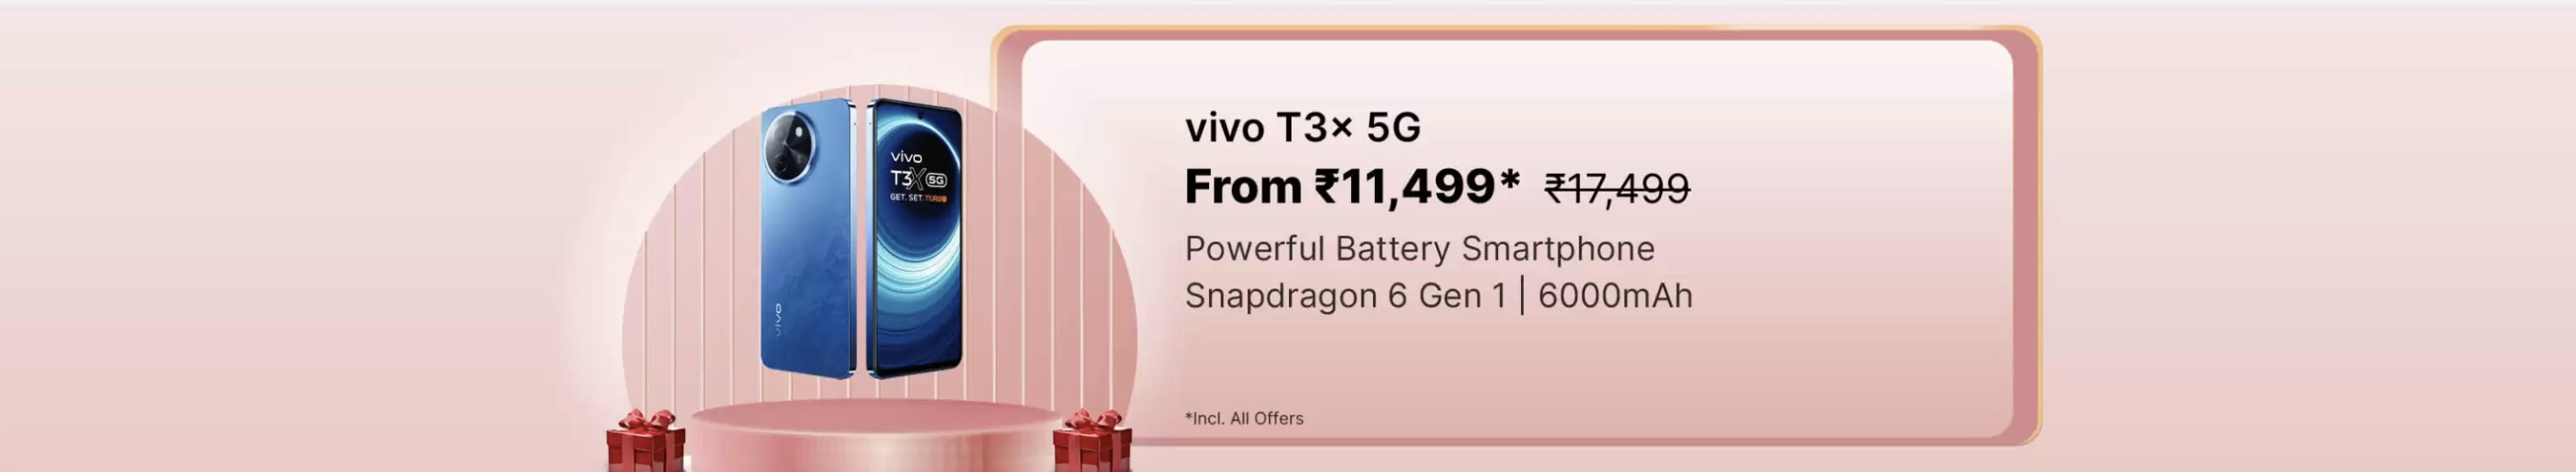 vivo
vivo
T3X 5G
GET. SET. TURBO
vivo T3× 5G
From ₹11,499* ₹17,499
Powerful Battery Smartphone
Snapdragon 6 Gen 1 | 6000mAh
*Incl. All Offers